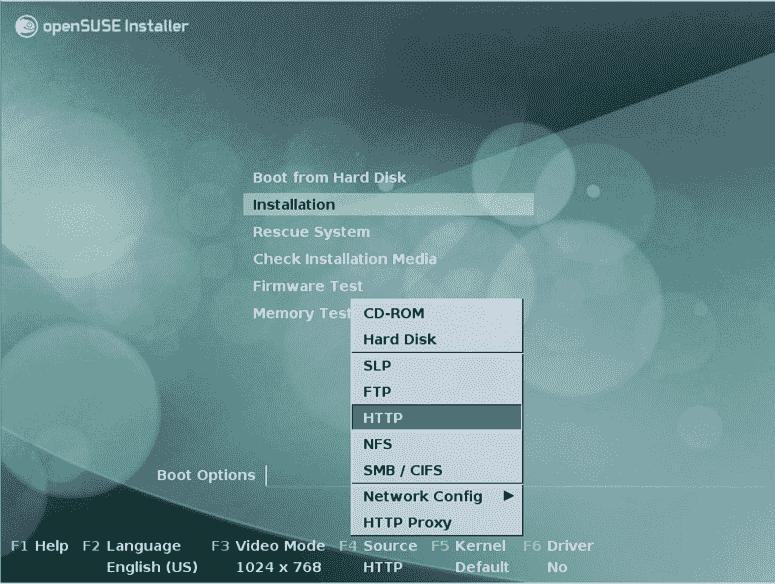 openSUSE Installer
Boot from Hard Disk
Installation
Rescue System
Check Installation Media
Firmware Test
Memory Test
CD-ROM
Hard Disk
SLP
FTP
HTTP
NFS
SMB / CIFS
Network Config
HTTP Proxy
Boot Options
F1 Help F2 Language F3 Video Mode F4 Source F5 Kernel F6 Driver
English (US) 1024 x 768 HTTP Default No